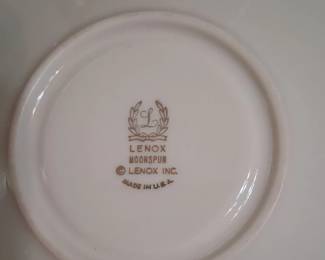 L
LENOX
MOONSPUN
© LENOX INC.
MADE IN U.S.A.